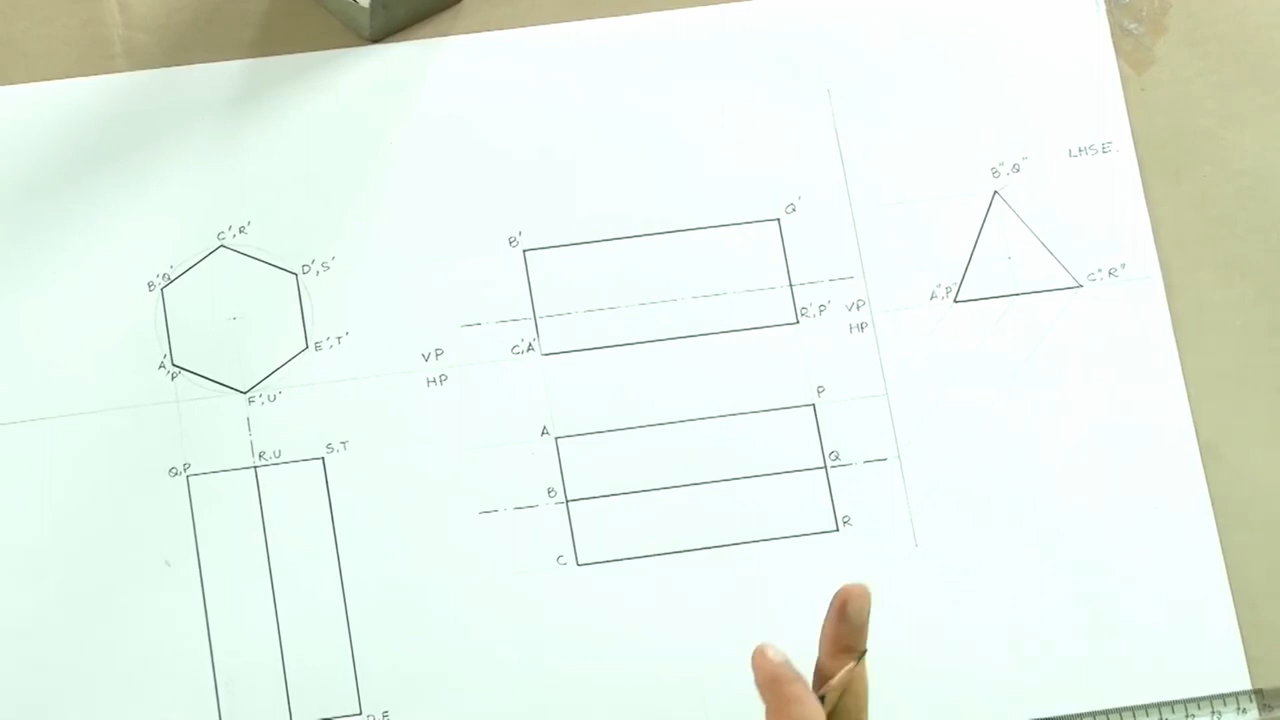 LHSE.
B",Q"
Q'
C',R'
B'
D',S'
B',Q'
C",R"
A",P"
R',P'
VP
HP
E',T'
C',A'
VP
HP
A'
P'
F',U'
P
A
S,T
R,U
Q,P
Q
B
R
C
D,E